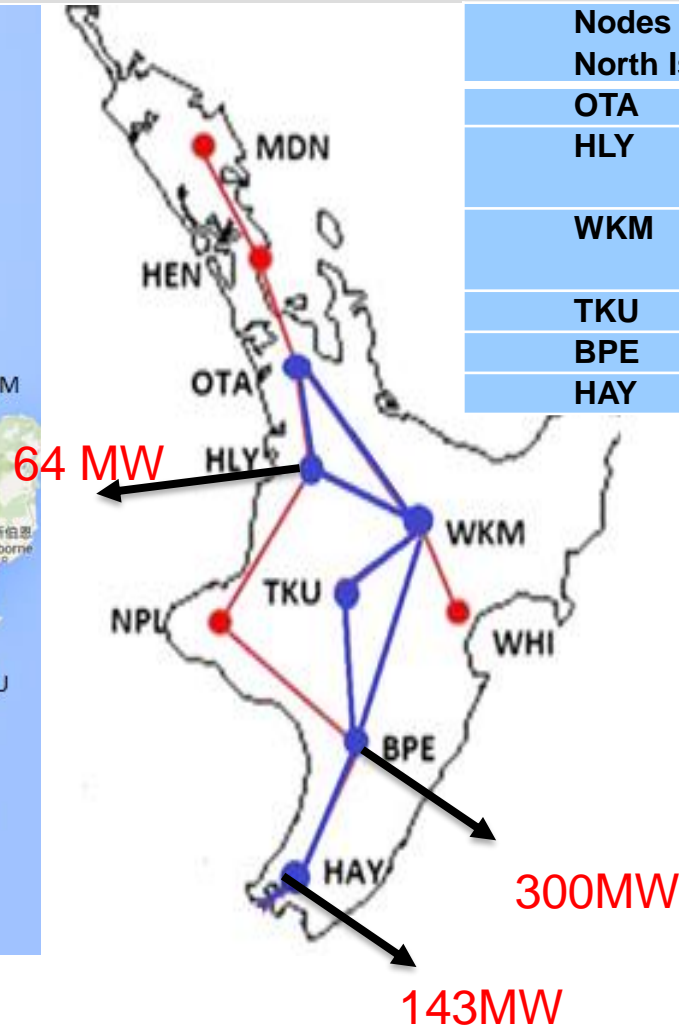 Nodes
North I
OTA
HLY
WKM
TKU
BPE
HAY
MDN
HEN
OTA
M
64 MW
HLY
WKM
TKU
NPL
WHI
U
BPE
HAY
300MW
143MW